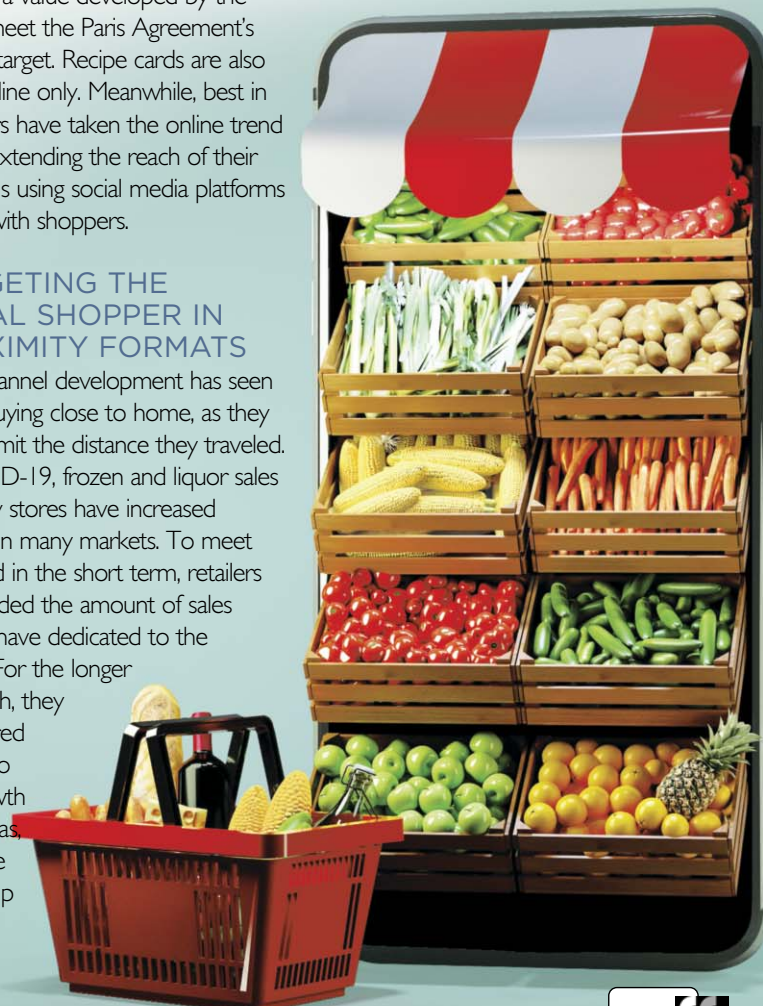 a value developed by the
meet the Paris Agreement's
target. Recipe cards are also
line only. Meanwhile, best in
rs have taken the online trend
xtending the reach of their
s using social media platforms
with shoppers.
GETING THE
AL SHOPPER IN
XIMITY FORMATS
annel development has seen
uying close to home, as they
mit the distance they traveled.
D-19, frozen and liquor sales
y stores have increased
in many markets. To meet
d in the short term, retailers
ded the amount of sales
have dedicated to the
For the longer
h, they
red
o
wth
as,
e
p